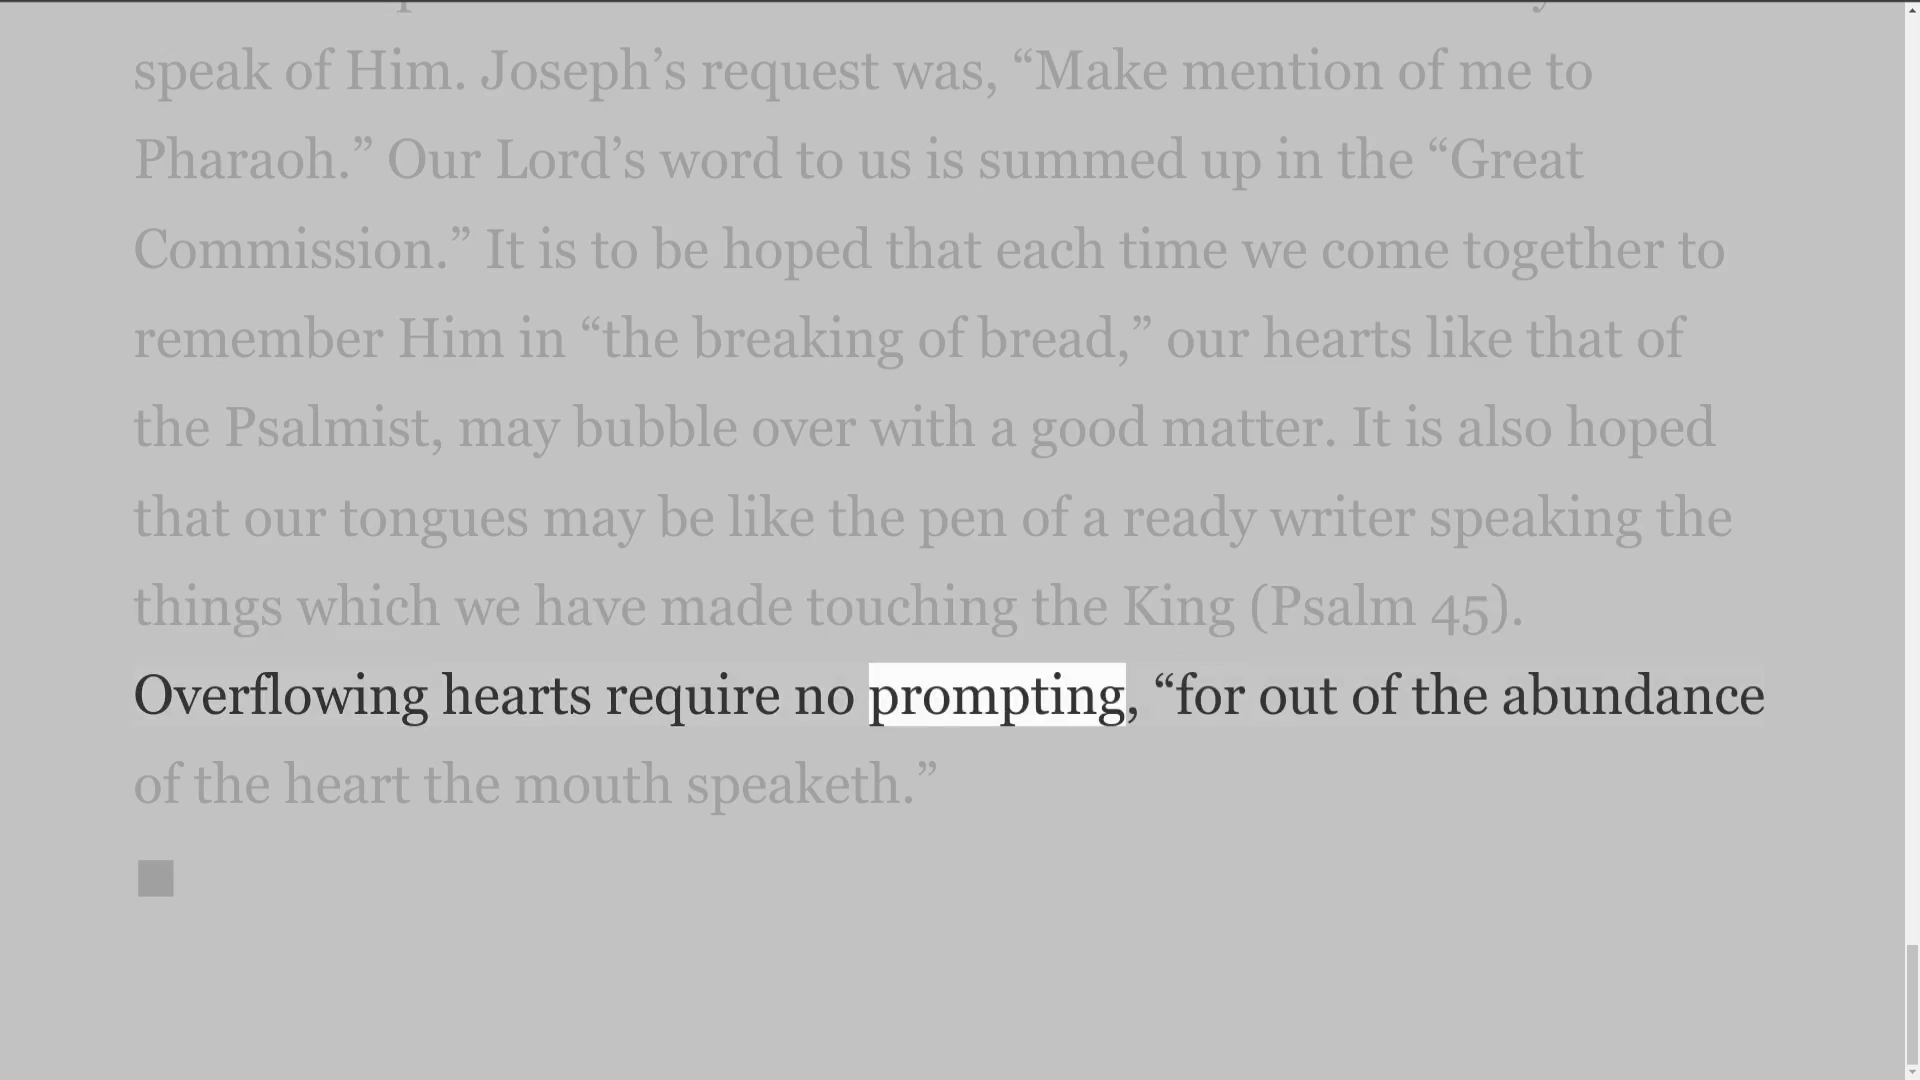 speak of Him. Joseph’s request was, “Make mention of me to
Pharaoh.” Our Lord’s word to us is summed up in the “Great
Commission.” It is to be hoped that each time we come together to
remember Him in “the breaking of bread,” our hearts like that of
the Psalmist, may bubble over with a good matter. It is also hoped
that our tongues may be like the pen of a ready writer speaking the
things which we have made touching the King (Psalm 45).
Overflowing hearts require no prompting, “for out of the abundance
of the heart the mouth speaketh.”